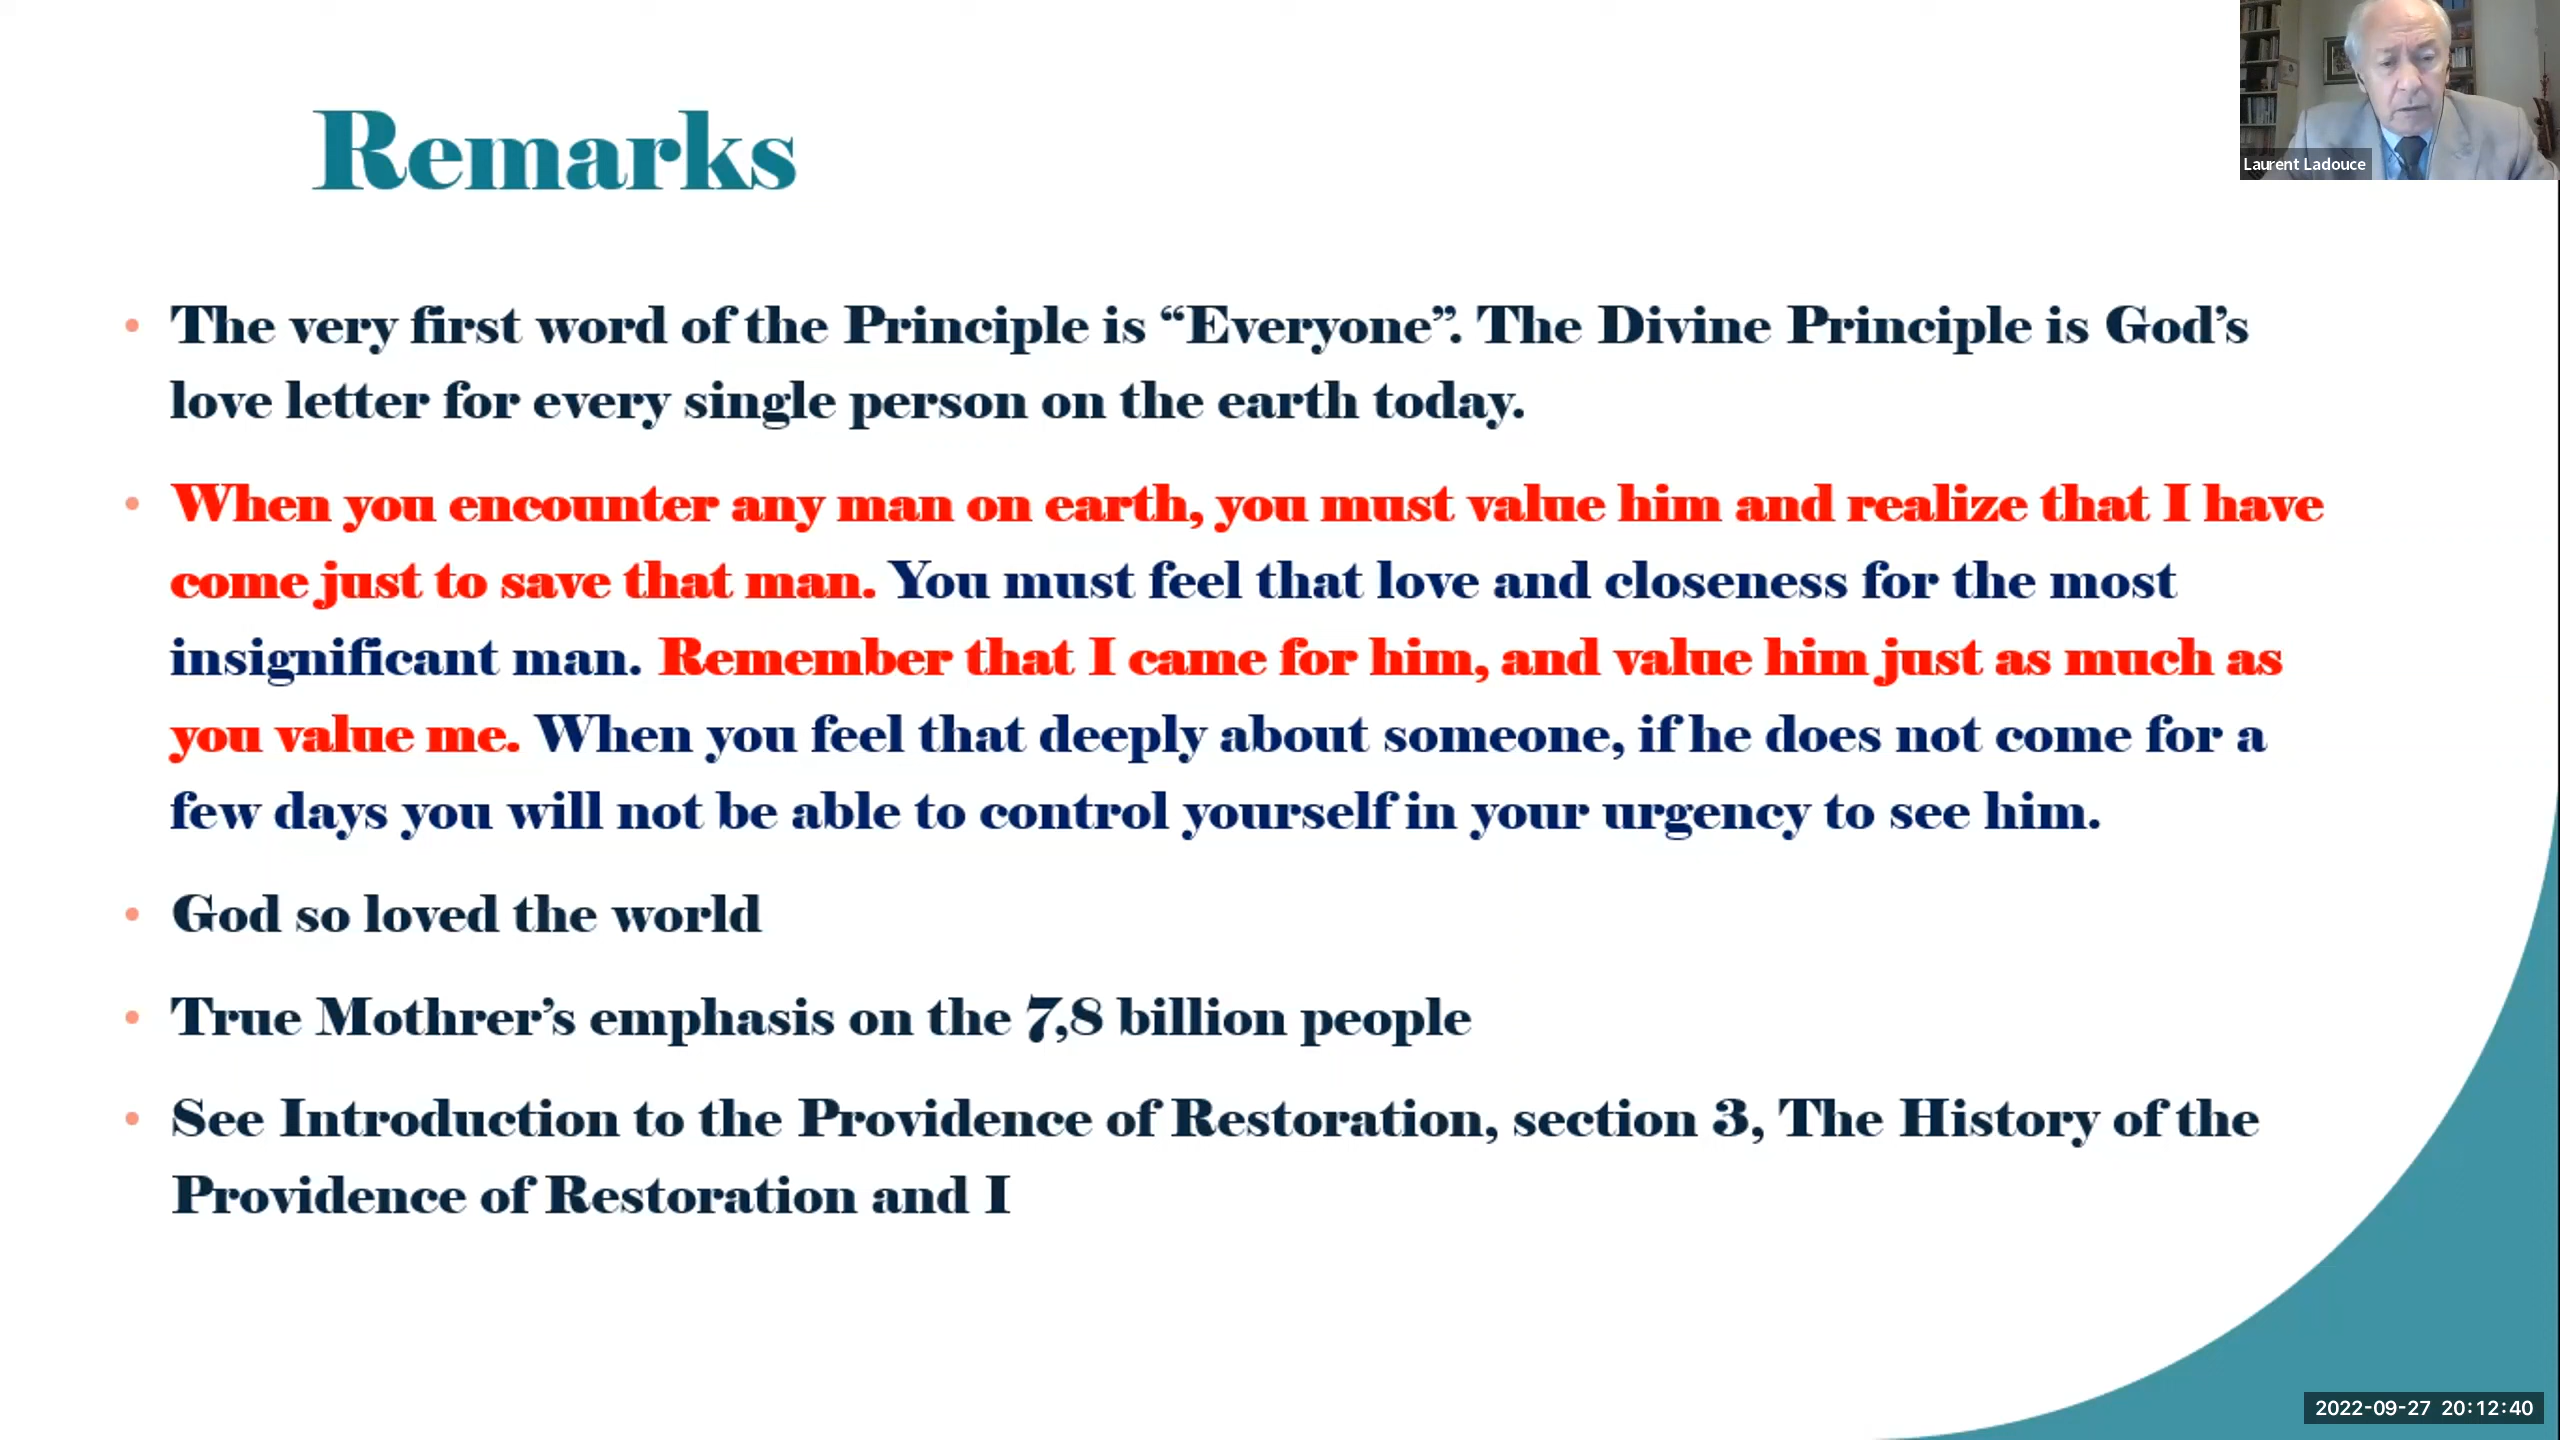 Remarks
Laurent Ladouce
• The very first word of the Principle is “Everyone”. The Divine Principle is God’s
love letter for every single person on the earth today.
• When you encounter any man on earth, you must value him and realize that I have
come just to save that man. You must feel that love and closeness for the most
insignificant man. Remember that I came for him, and value him just as much as
you value me. When you feel that deeply about someone, if he does not come for a
few days you will not be able to control yourself in your urgency to see him.
• God so loved the world
• True Mothrer’s emphasis on the 7,8 billion people
• See Introduction to the Providence of Restoration, section 3, The History of the
Providence of Restoration and I
2022-09-27 20:12:40